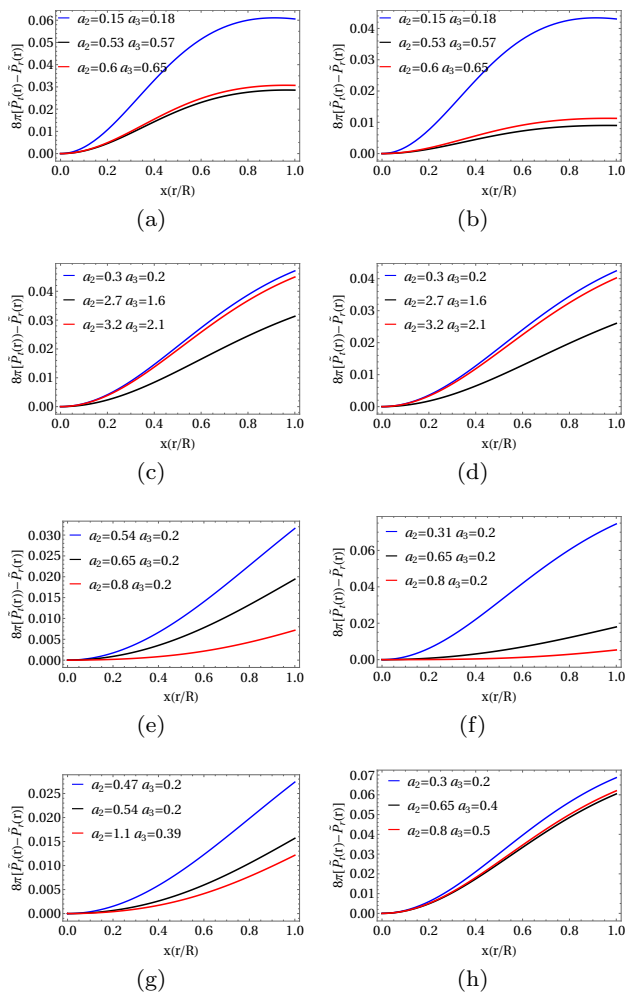 8π[P̃ₜ(r)−P̃ᵣ(r)]
0.06
0.05
0.04
0.03
0.02
0.01
0.00
a₂=0.15 a₃=0.18
a₂=0.53 a₃=0.57
a₂=0.6 a₃=0.65
0.0 0.2 0.4 0.6 0.8 1.0
x(r/R)
(a)
8π[P̃ₜ(r)−P̃ᵣ(r)]
0.04
0.03
0.02
0.01
0.00
a₂=0.15 a₃=0.18
a₂=0.53 a₃=0.57
a₂=0.6 a₃=0.65
0.0 0.2 0.4 0.6 0.8 1.0
x(r/R)
(b)
8π[P̃ₜ(r))−P̃ᵣ(r)]
0.04
0.03
0.02
0.01
0.00
a₂=0.3 a₃=0.2
a₂=2.7 a₃=1.6
a₂=3.2 a₃=2.1
0.0 0.2 0.4 0.6 0.8 1.0
x(r/R)
(c)
8π[P̃ₜ(r))−P̃ᵣ(r)]
0.04
0.03
0.02
0.01
0.00
a₂=0.3 a₃=0.2
a₂=2.7 a₃=1.6
a₂=3.2 a₃=2.1
0.0 0.2 0.4 0.6 0.8 1.0
x(r/R)
(d)
8π[P̃ₜ(r))−P̃ᵣ(r)]
0.030
0.025
0.020
0.015
0.010
0.005
0.000
a₂=0.54 a₃=0.2
a₂=0.65 a₃=0.2
a₂=0.8 a₃=0.2
0.0 0.2 0.4 0.6 0.8 1.0
x(r/R)
(e)
8π[P̃ₜ(r))−P̃ᵣ(r)]
0.06
0.04
0.02
0.00
a₂=0.31 a₃=0.2
a₂=0.65 a₃=0.2
a₂=0.8 a₃=0.2
0.0 0.2 0.4 0.6 0.8 1.0
x(r/R)
(f)
8π[P̃ₜ(r)−P̃ᵣ(r)]
0.025
0.020
0.015
0.010
0.005
0.000
a₂=0.47 a₃=0.2
a₂=0.54 a₃=0.2
a₂=1.1 a₃=0.39
0.0 0.2 0.4 0.6 0.8 1.0
x(r/R)
(g)
8π[P̃ₜ(r)−P̃ᵣ(r)]
0.07
0.06
0.05
0.04
0.03
0.02
0.01
0.00
a₂=0.3 a₃=0.2
a₂=0.65 a₃=0.4
a₂=0.8 a₃=0.5
0.0 0.2 0.4 0.6 0.8 1.0
x(r/R)
(h)